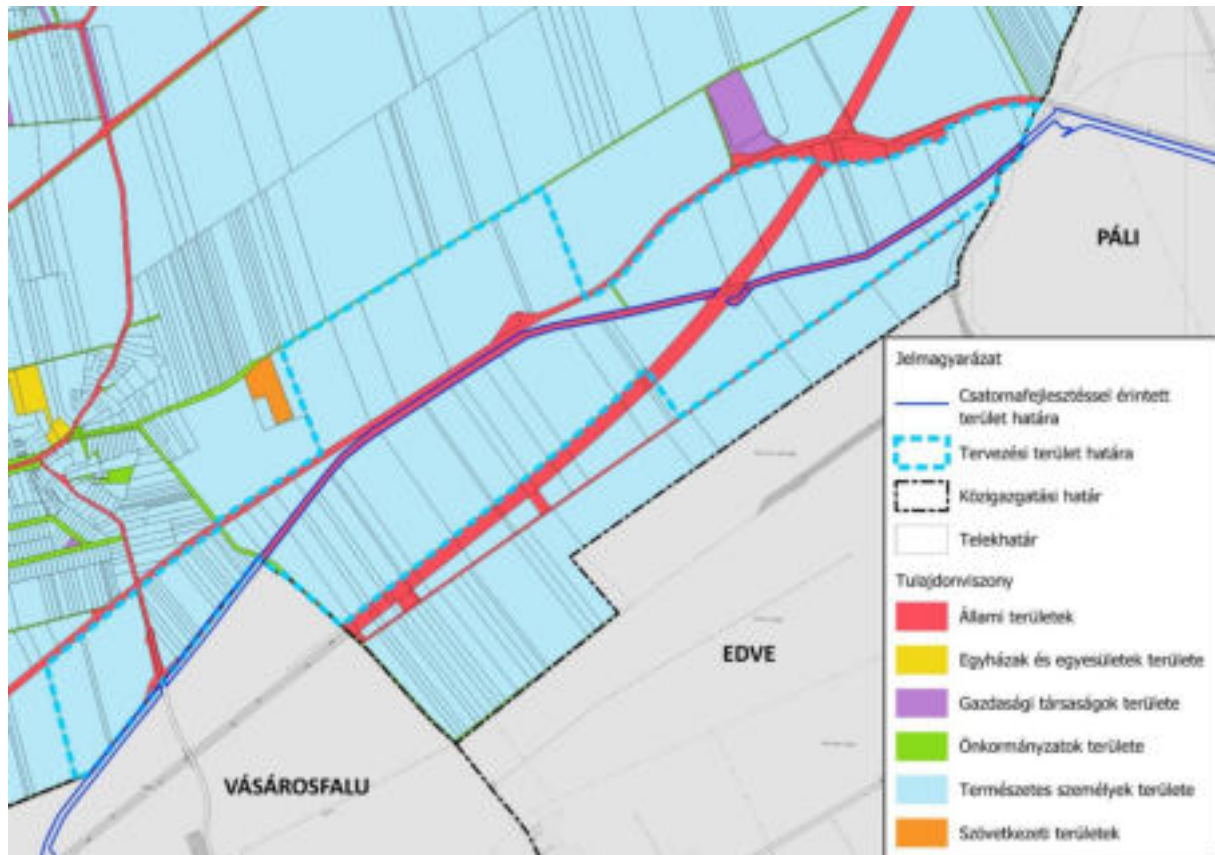 PÁLI
EDVE
VÁSÁROSFALU
Jelmagyarázat
Csatornafejlesztéssel érintett
terület határa
Tervezési terület határa
Közigazgatási határ
Telekhatár
Tulajdonviszony
Állami területek
Egyházak és egyesületek területe
Gazdasági társaságok területe
Önkormányzatok területe
Természetes személyek területe
Szövetkezeti területek